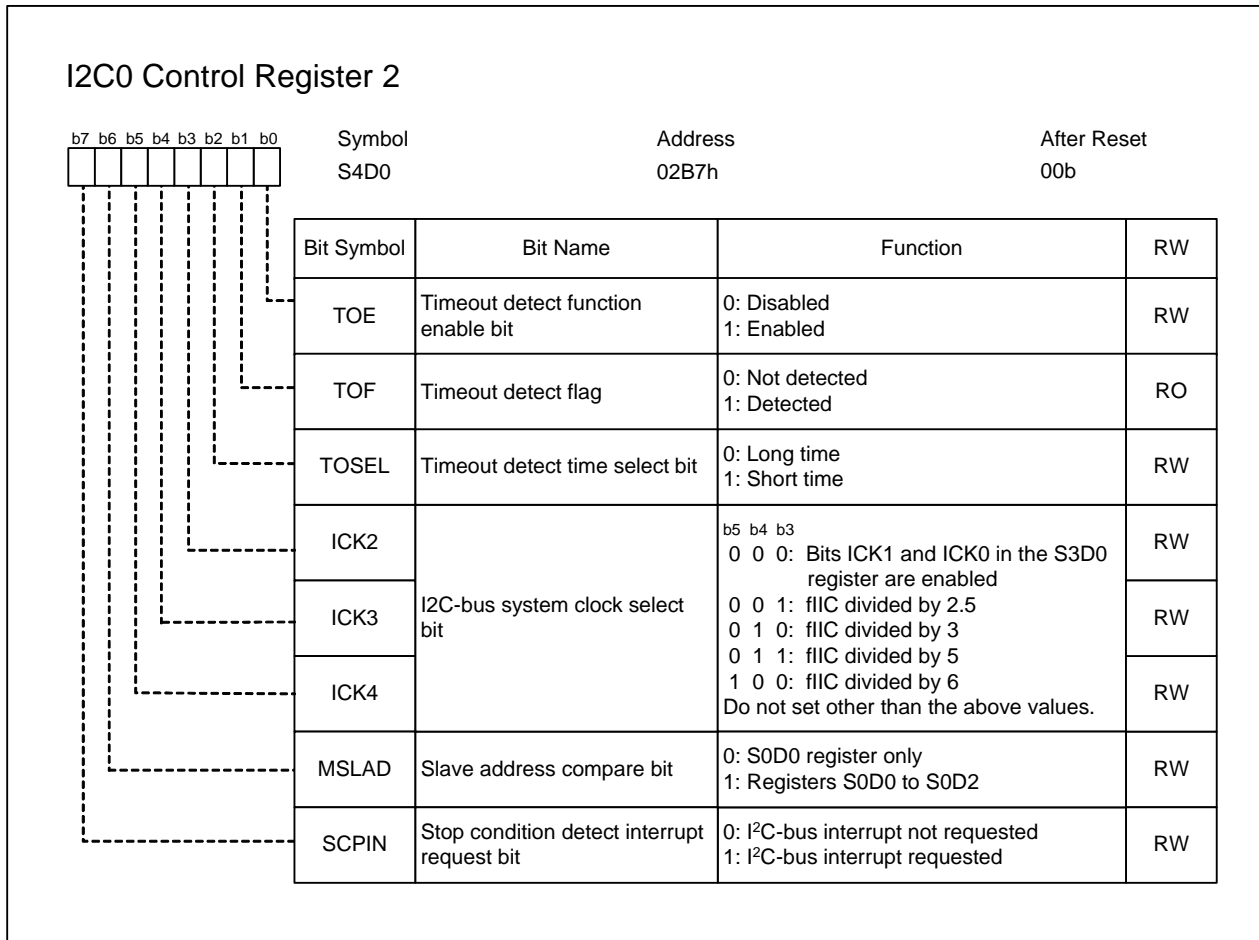 I2C0 Control Register 2
b7 b6 b5 b4 b3 b2 b1 b0
Symbol Address After Reset
S4D0 02B7h 00b
Bit Symbol Bit Name Function RW
TOE Timeout detect function enable bit 0: Disabled RW
1: Enabled
TOF Timeout detect flag 0: Not detected RO
1: Detected
TOSEL Timeout detect time select bit 0: Long time RW
1: Short time
ICK2 RW
ICK3 RW
ICK4 RW
I2C-bus system clock select
bit
b5 b4 b3
0 0 0: Bits ICK1 and ICK0 in the S3D0
register are enabled
0 0 1: fIIC divided by 2.5
0 1 0: fIIC divided by 3
0 1 1: fIIC divided by 5
1 0 0: fIIC divided by 6
Do not set other than the above values.
MSLAD Slave address compare bit 0: S0D0 register only RW
1: Registers S0D0 to S0D2
SCPIN Stop condition detect interrupt request bit 0: I²C-bus interrupt not requested RW
1: I²C-bus interrupt requested